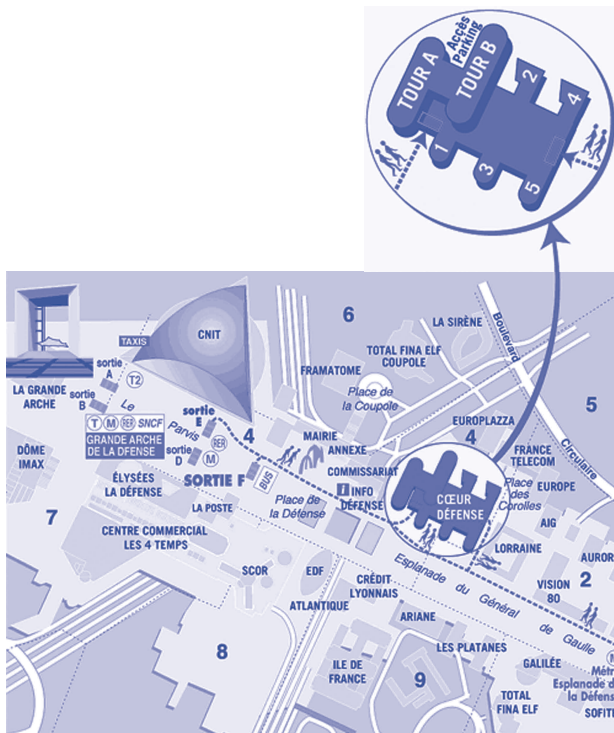 Accès
Parking
TOUR A
TOUR B
1
2
3
4
5
6
LA SIRÈNE
Boulevard
TAXIS
CNIT
TOTAL FINA ELF
COUPOLE
FRAMATOME
sortie
A
T2
LA GRANDE
ARCHE
sortie
B
Le
Parvis
Place de
la Coupole
5
sortie
E
T M RER SNCF
GRANDE ARCHE
DE LA DFENSE
RER
M
sortie
D
4
EUROPLAZZA
4
MAIRIE
ANNEXE
COMMISSARIAT
FRANCE
TELECOM
Circulaire
DÔME
IMAX
ÉLYSÉES
LA DÉFENSE
SORTIE F
BUS
i INFO
DÉFENSE
CŒUR
DÉFENSE
Place
des
Corolles
EUROPE
7
LA POSTE
Place de
la Défense
AIG
CENTRE COMMERCIAL
LES 4 TEMPS
LORRAINE
AUROR
SCOR
EDF
Esplanade du Général de Gaulle
CRÉDIT
LYONNAIS
VISION
80
2
ATLANTIQUE
ARIANE
8
ILE DE
FRANCE
LES PLATANES
9
GALILÉE
M
Métr
Esplanade d
la Défens
TOTAL
FINA ELF
SOFITE